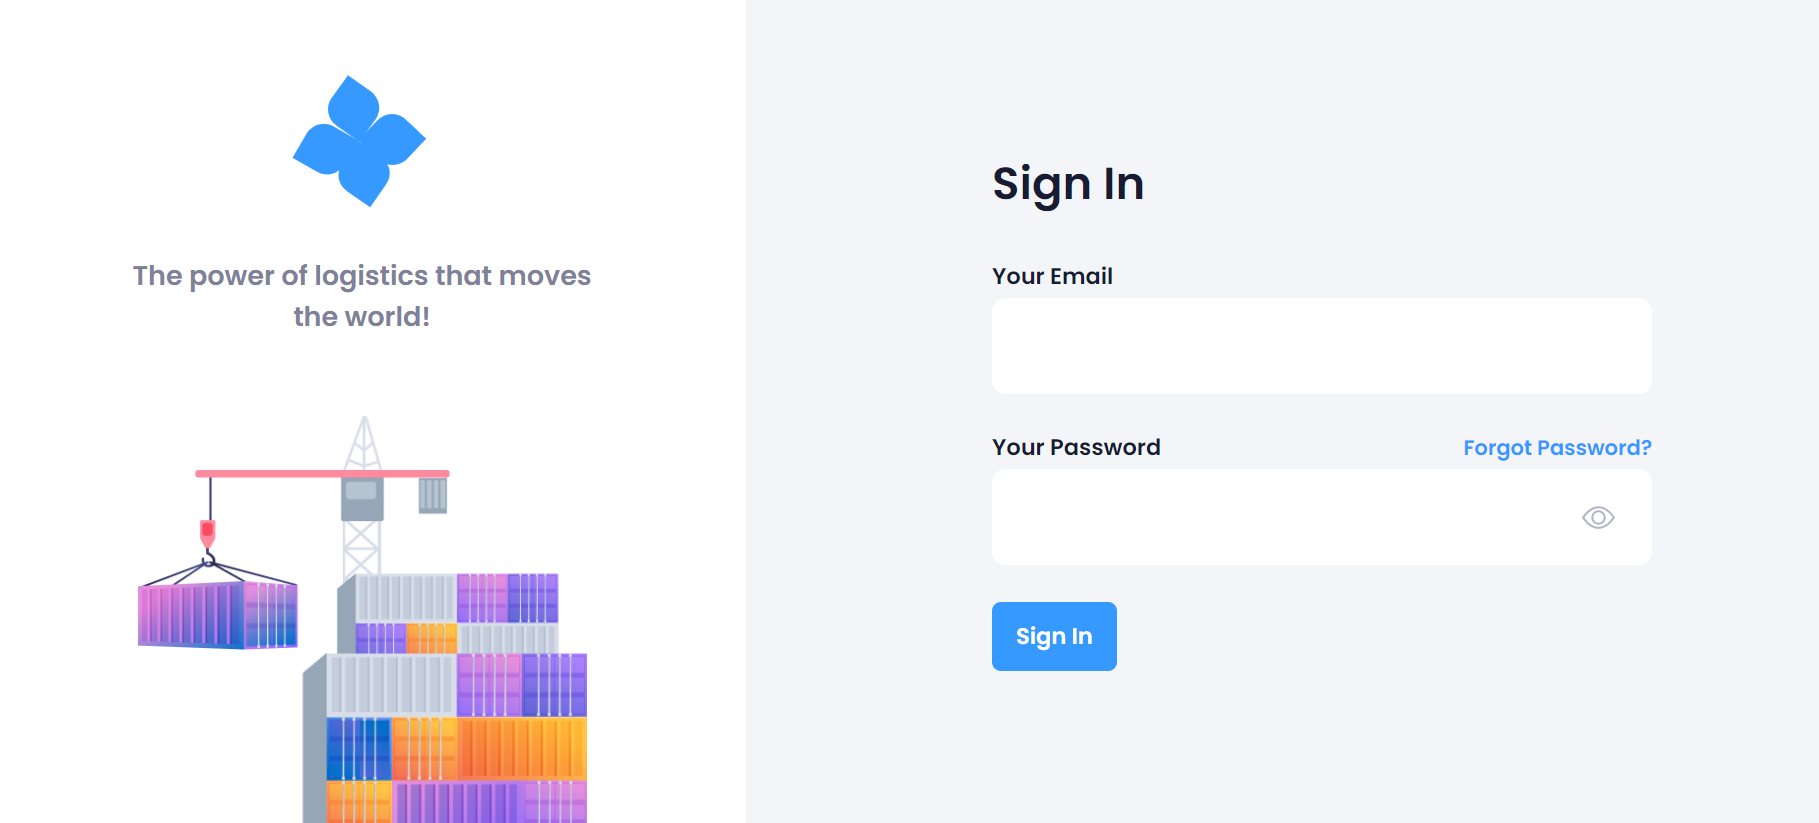 The power of logistics that moves
the world!
Sign In
Your Email
Your Password
Forgot Password?
Sign In